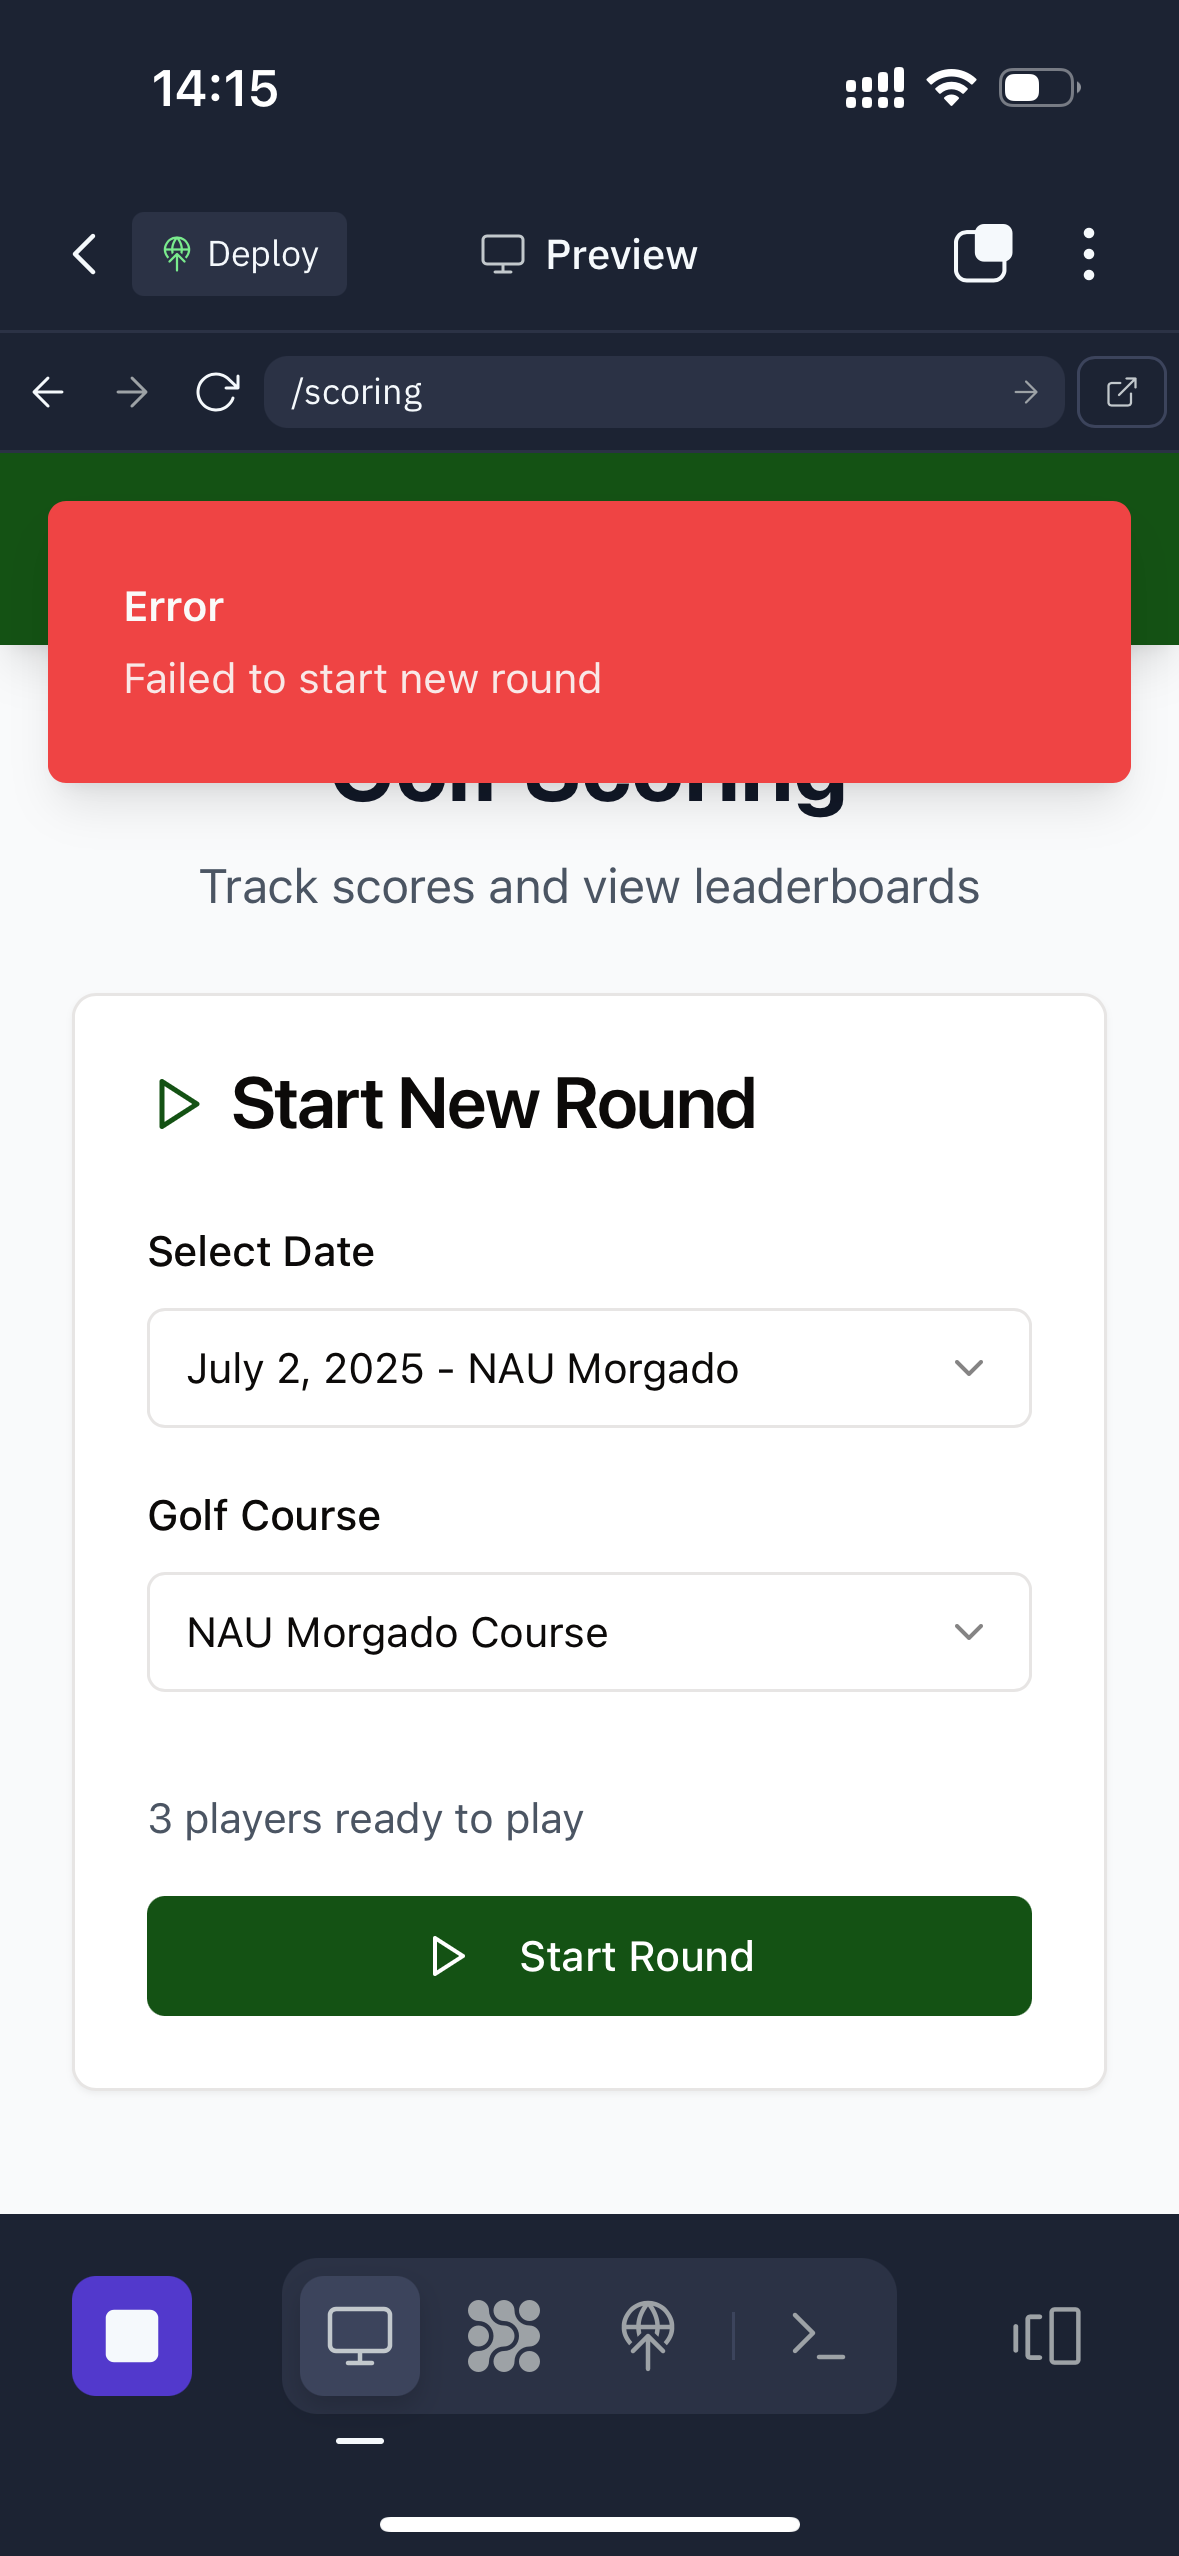 14:15
Deploy
Preview
/scoring
Error
Failed to start new round
Golf Scoring
Track scores and view leaderboards
Start New Round
Select Date
July 2, 2025 - NAU Morgado
Golf Course
NAU Morgado Course
3 players ready to play
Start Round